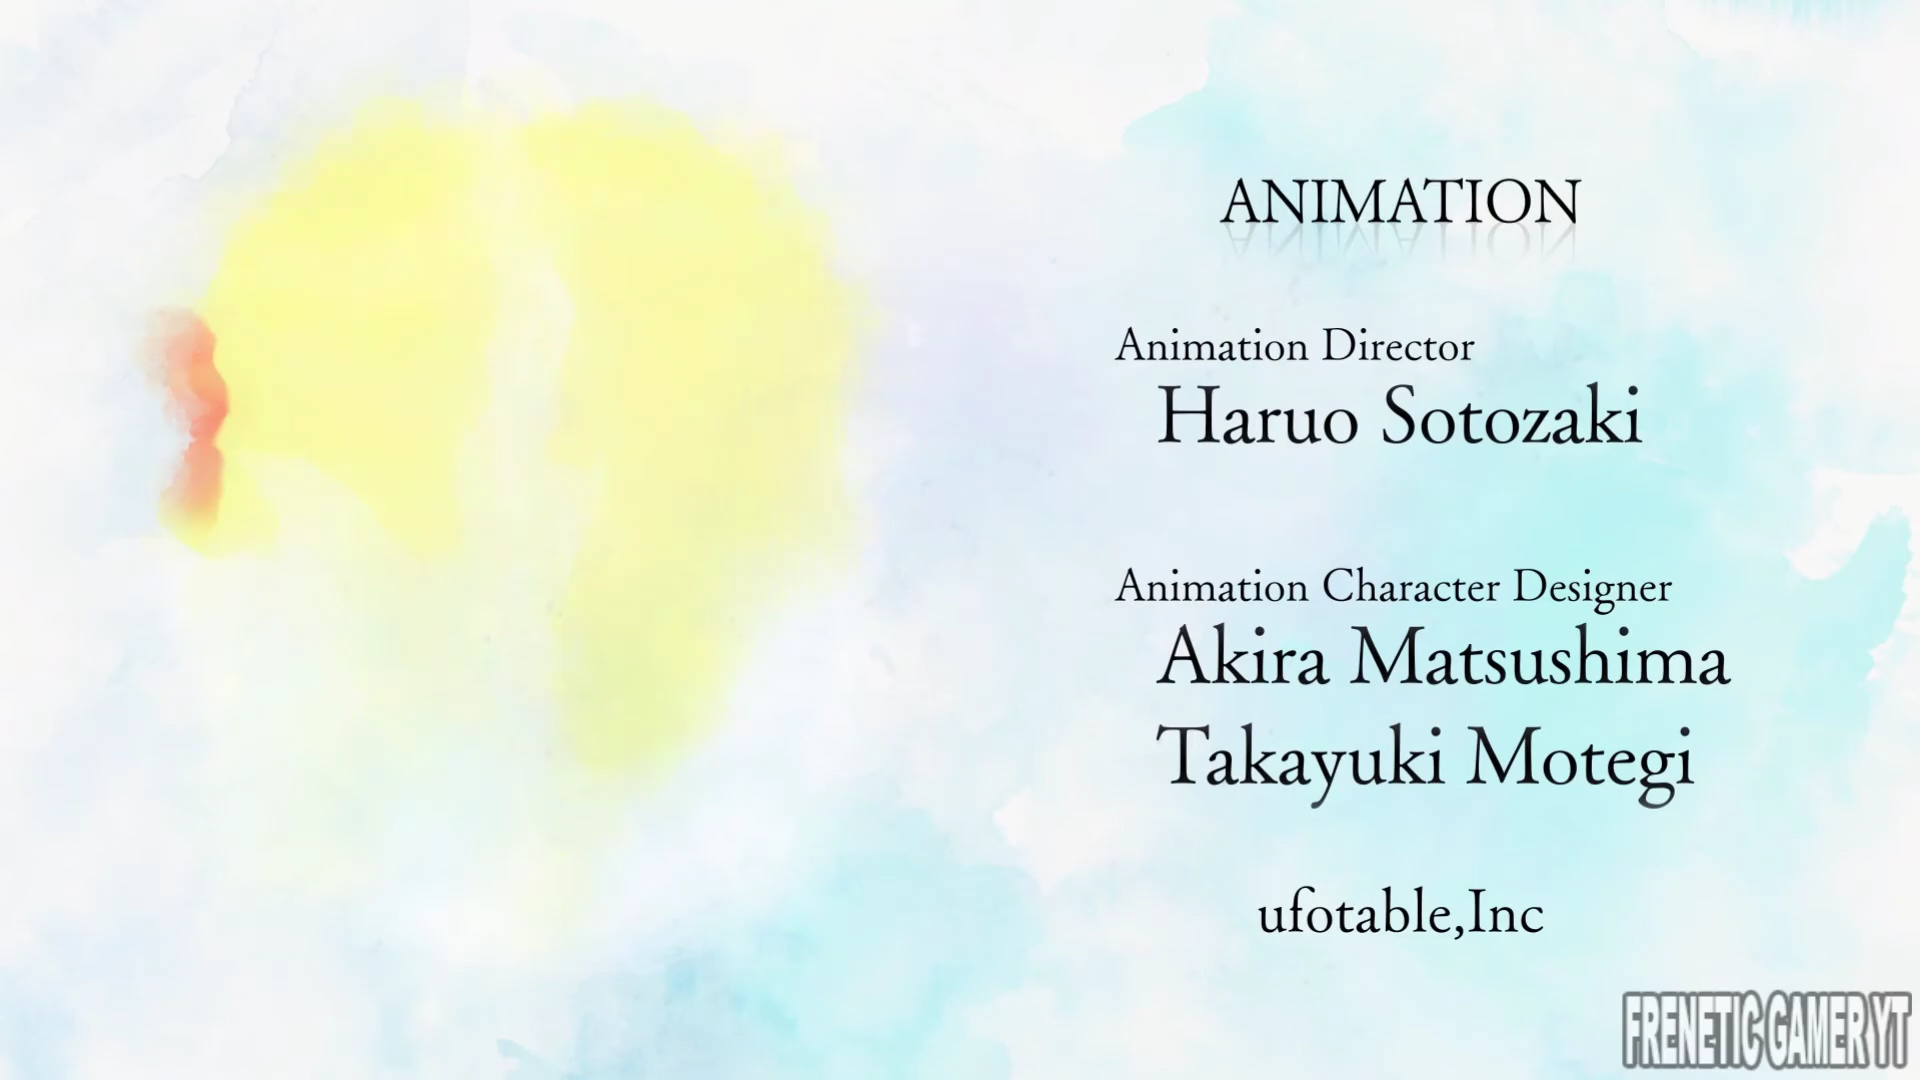 ANIMATION
Animation Director
Haruo Sotozaki
Animation Character Designer
Akira Matsushima
Takayuki Motegi
ufotable,Inc
FRENETIC GAMER YT